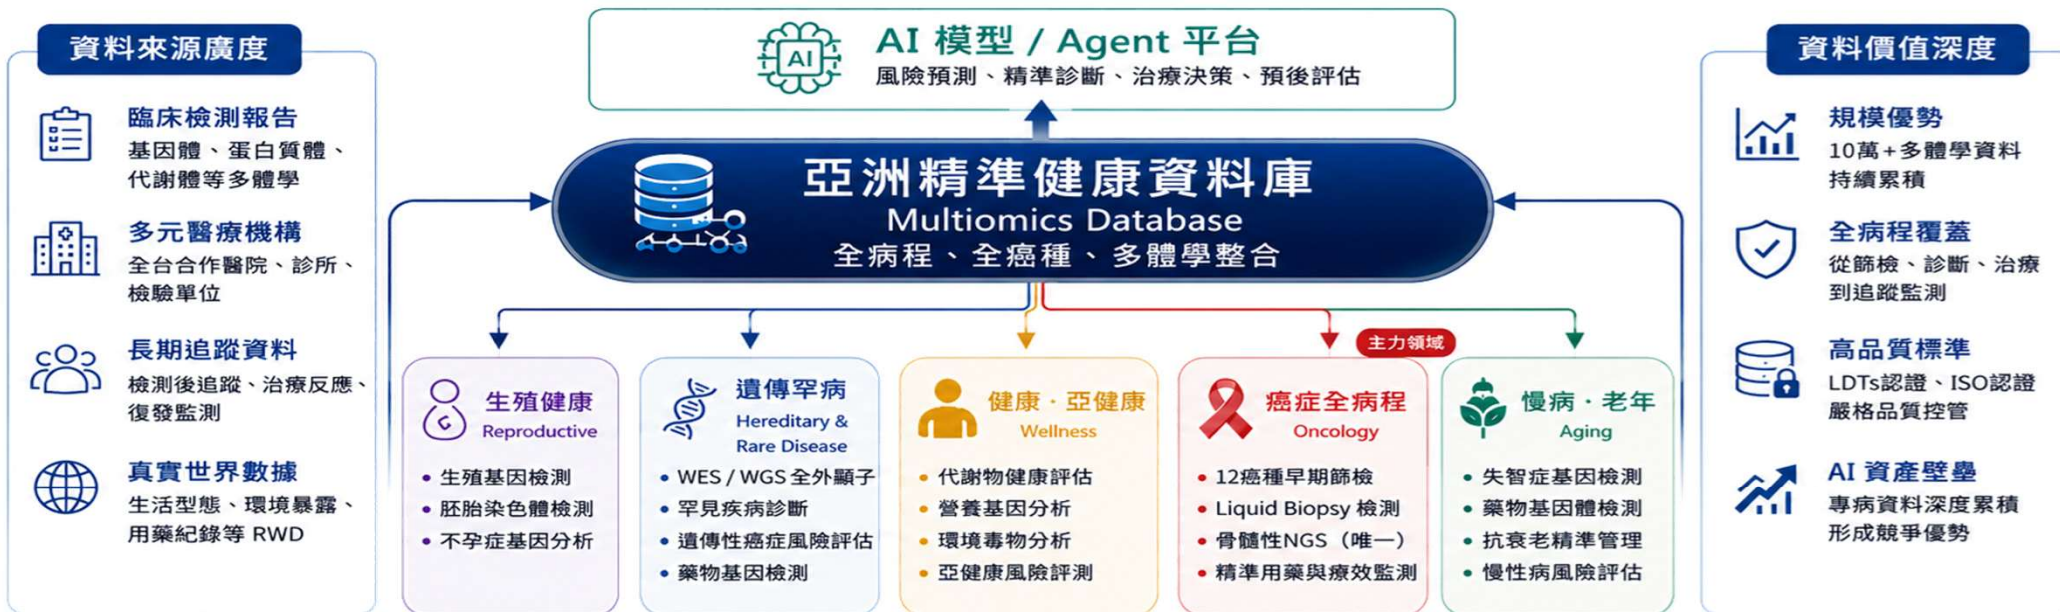 資料來源廣度
臨床檢測報告
基因體、蛋白質體、
代謝體等多體學
多元醫療機構
全台合作醫院、診所、
檢驗單位
長期追蹤資料
檢測後追蹤、治療反應、
復發監測
真實世界數據
生活型態、環境暴露、
用藥紀錄等 RWD
AI
AI 模型 / Agent 平台
風險預測、精準診斷、治療決策、預後評估
亞洲精準健康資料庫
Multiomics Database
全病程、全癌種、多體學整合
生殖健康
Reproductive
• 生殖基因檢測
• 胚胎染色體檢測
• 不孕症基因分析
遺傳罕病
Hereditary &
Rare Disease
• WES / WGS 全外顯子
• 罕見疾病診斷
• 遺傳性癌症風險評估
• 藥物基因檢測
健康 · 亞健康
Wellness
• 代謝物健康評估
• 營養基因分析
• 環境毒物分析
• 亞健康風險評測
主力領域
癌症全病程
Oncology
• 12癌種早期篩檢
• Liquid Biopsy 檢測
• 骨髓性NGS（唯一）
• 精準用藥與療效監測
慢病 · 老年
Aging
• 失智症基因檢測
• 藥物基因體檢測
• 抗衰老精準管理
• 慢性病風險評估
資料價值深度
規模優勢
10萬+多體學資料
持續累積
全病程覆蓋
從篩檢、診斷、治療
到追蹤監測
高品質標準
LDTs認證、ISO認證
嚴格品質控管
AI 資產壁壘
專病資料深度累積
形成競爭優勢